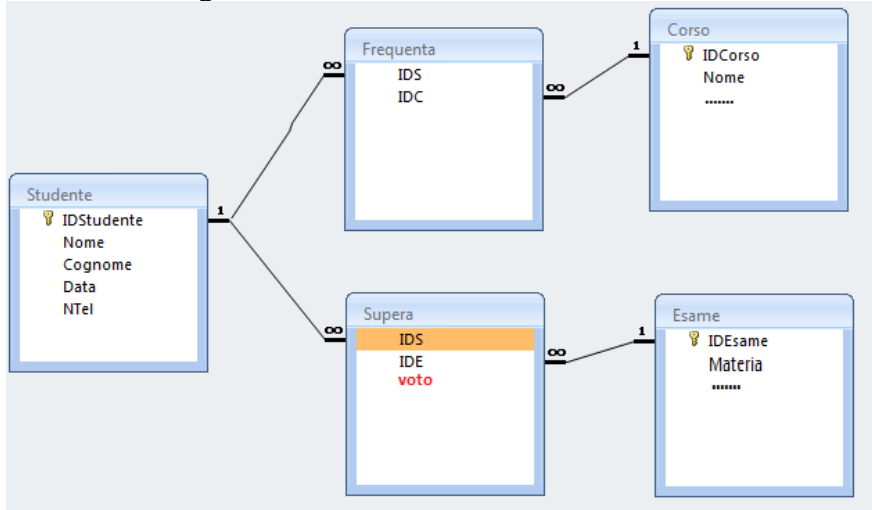 Studente
IDStudente
Nome
Cognome
Data
NTel
1
∞
∞
Frequenta
IDS
IDC
∞
1
Corso
IDCorso
Nome
.......
Supera
IDS
IDE
voto
∞
1
Esame
IDEsame
Materia
.......